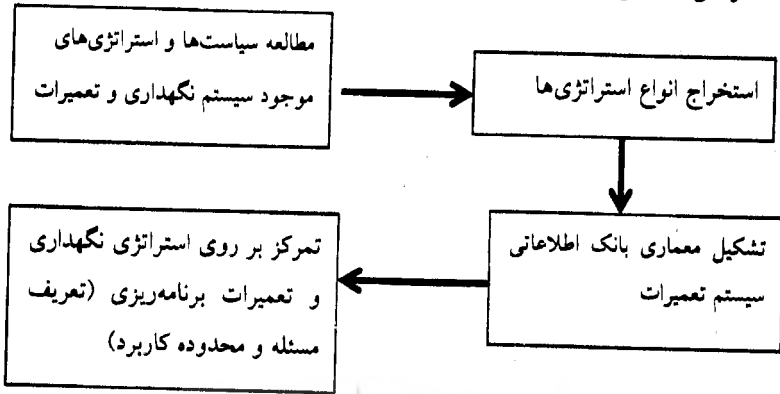 مطالعه سیاست‌ها و استراتژی‌های
موجود سیستم نگهداری و تعمیرات
استخراج انواع استراتژی‌ها
تشکیل معماری بانک اطلاعاتی
سیستم تعمیرات
تمرکز بر روی استراتژی نگهداری
و تعمیرات برنامه‌ریزی (تعریف
مسئله و محدوده کاربرد)